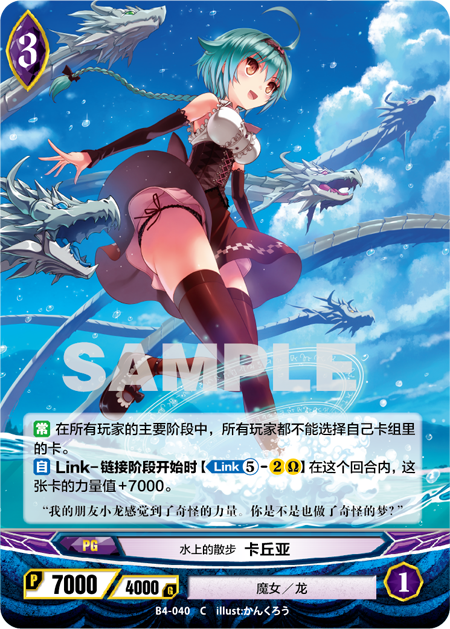 3
SAMPLE
常 在所有玩家的主要阶段中，所有玩家都不能选择自己卡组里
的卡。
自 Link-链接阶段开始时【Link 5 - 2 Ω】在这个回合内，这
张卡的力量值+7000。
“我的朋友小龙感觉到了奇怪的力量。你是不是也做了奇怪的梦？”
PG 水上的散步 卡丘亚
P 7000 / 4000 G 魔女／龙 1
B4-040 C illust:かんくろう